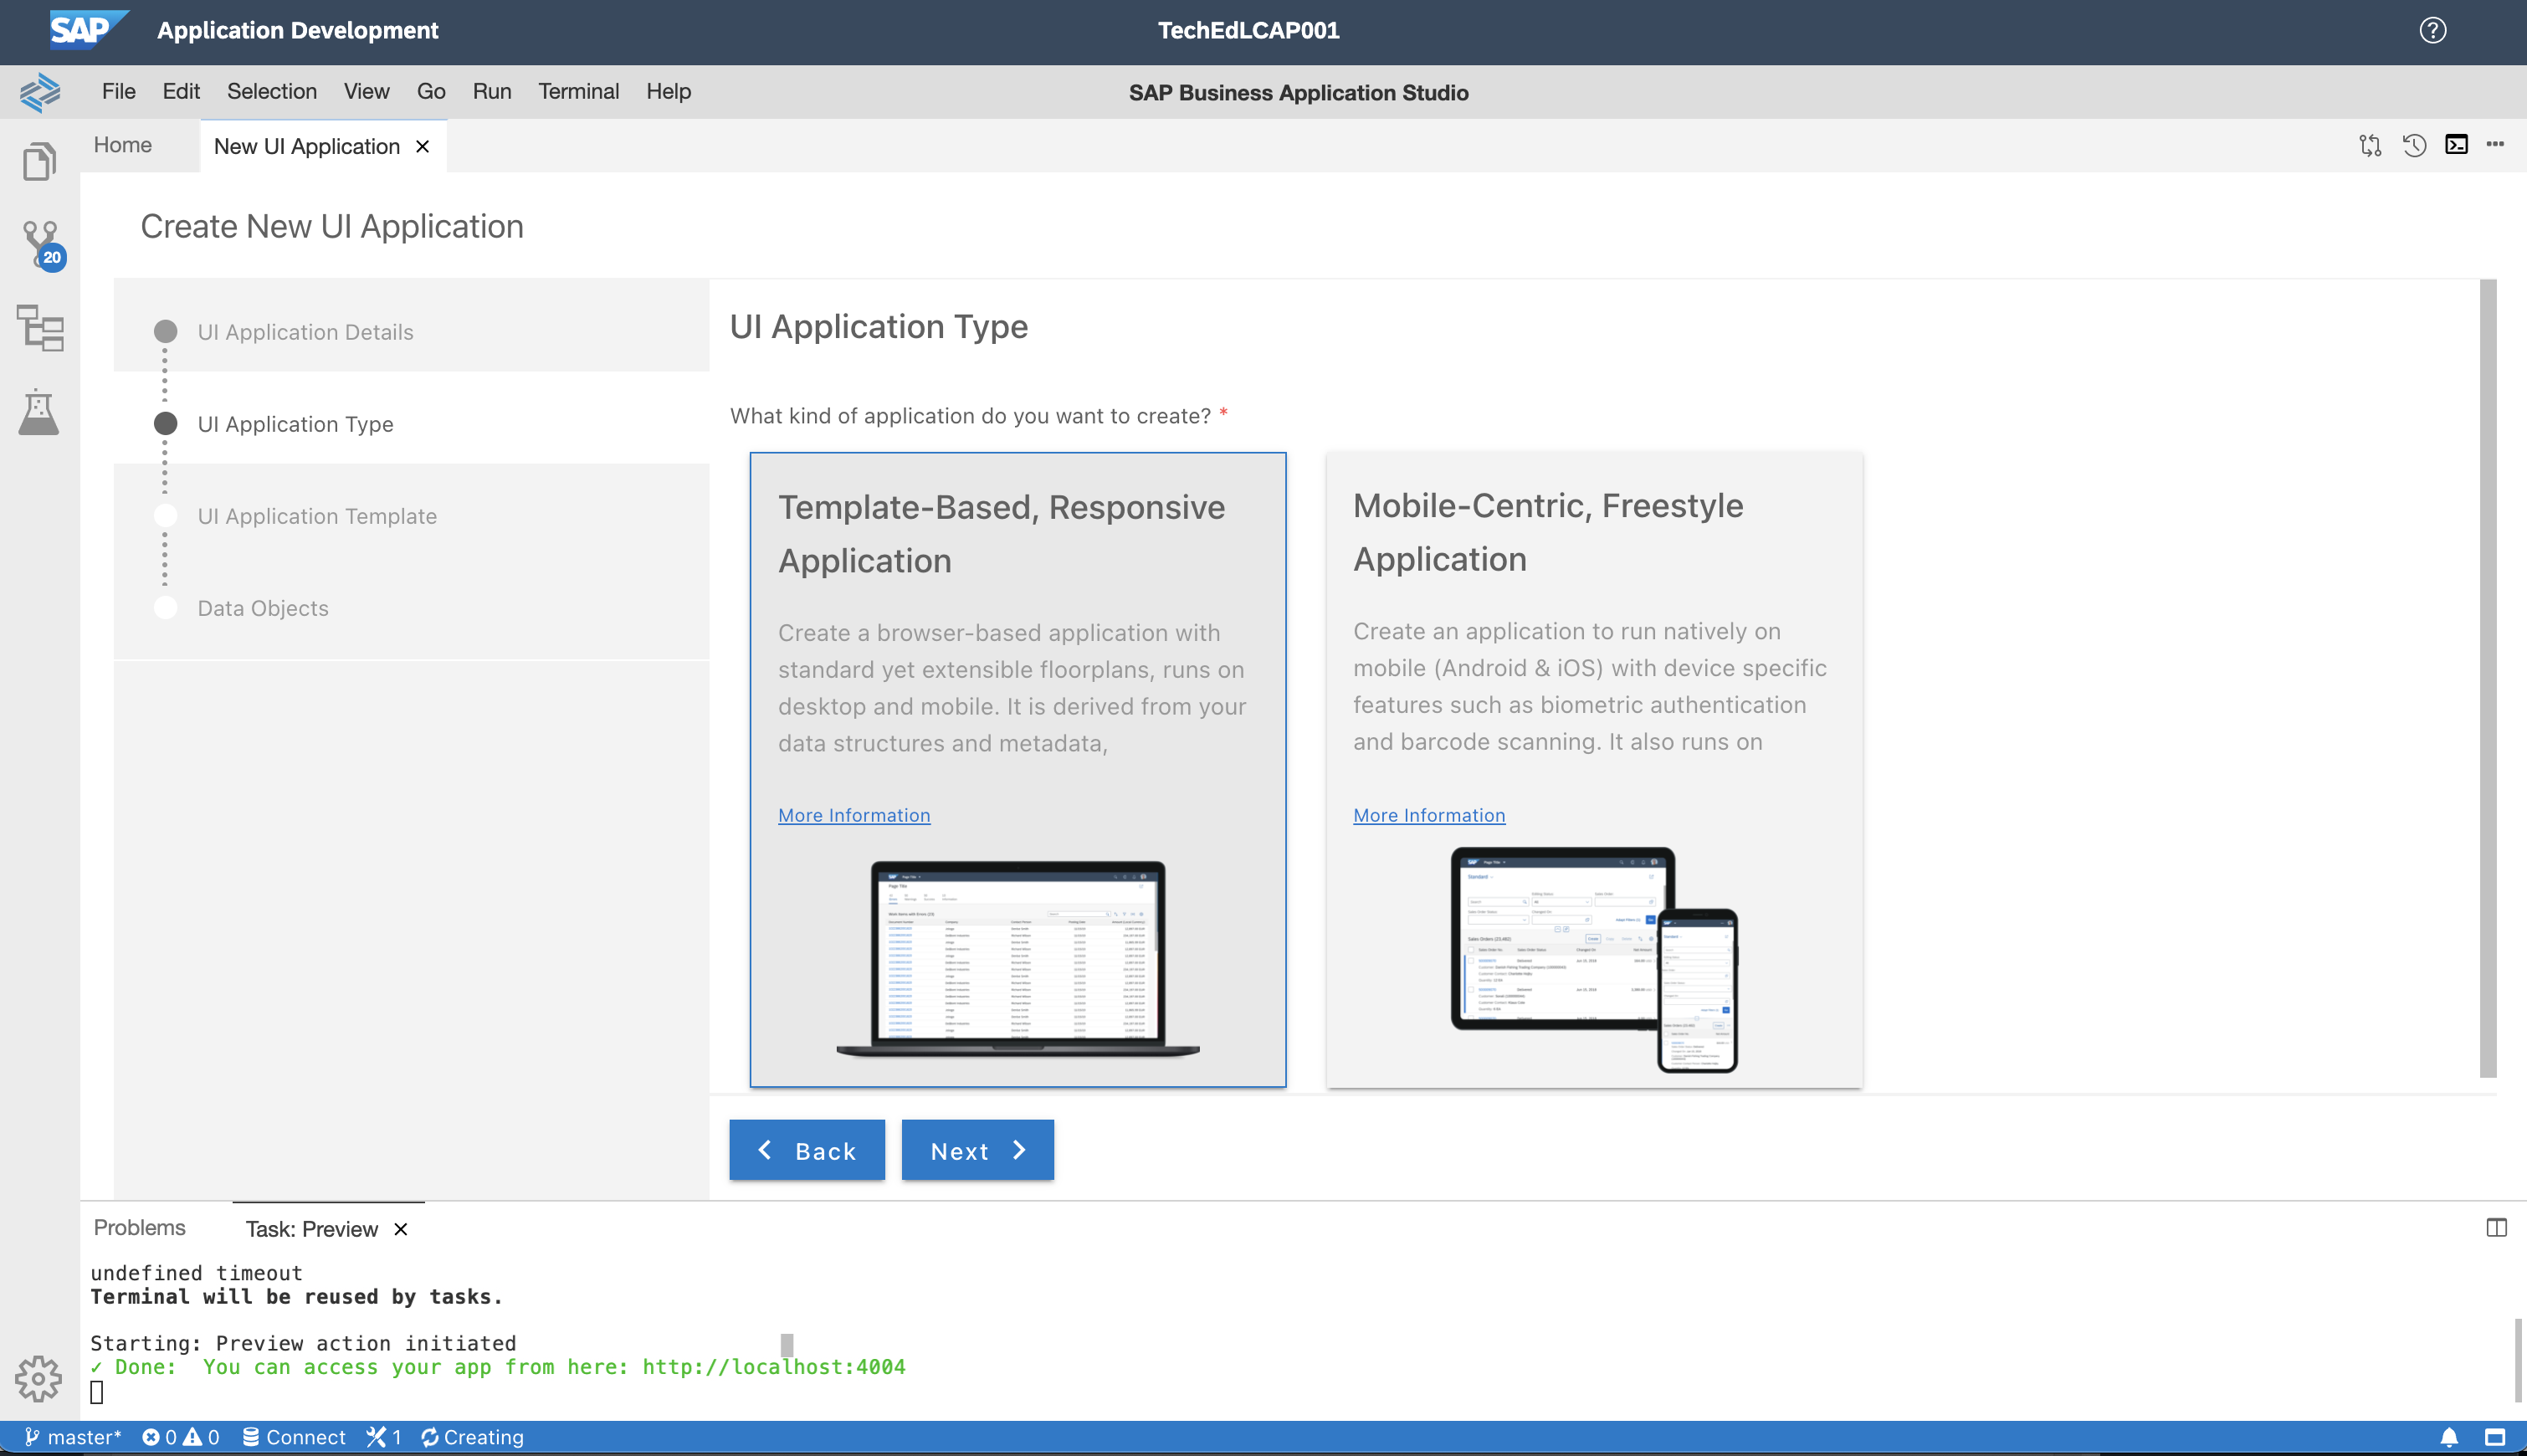 SAP Application Development TechEdLCAP001
File Edit Selection View Go Run Terminal Help SAP Business Application Studio
Home New UI Application
20
Create New UI Application
UI Application Details
UI Application Type
UI Application Template
Data Objects
UI Application Type
What kind of application do you want to create? *
Template-Based, Responsive
Application
Create a browser-based application with
standard yet extensible floorplans, runs on
desktop and mobile. It is derived from your
data structures and metadata,
More Information
Mobile-Centric, Freestyle
Application
Create an application to run natively on
mobile (Android & iOS) with device specific
features such as biometric authentication
and barcode scanning. It also runs on
More Information
Back Next
Problems Task: Preview
undefined timeout
Terminal will be reused by tasks.
Starting: Preview action initiated
✓ Done: You can access your app from here: http://localhost:4004
master* 0 0 Connect 1 Creating